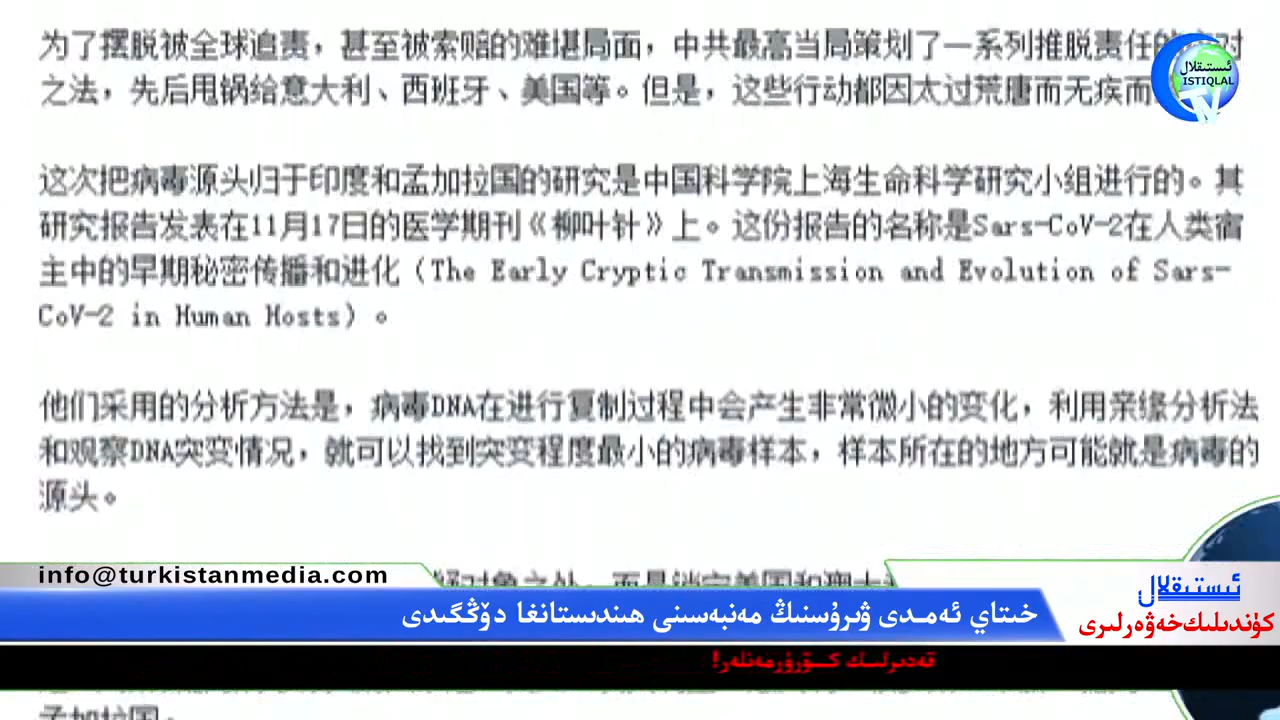 为了摆脱被全球追责，甚至被索赔的难堪局面，中共最高当局策划了一系列推脱责任的
对
之法，先后甩锅给意大利、西班牙、美国等。但是，这些行动都因太过荒唐而无疾而
ئىستىقلال
ISTIQLAL
TV
这次把病毒源头归于印度和孟加拉国的研究是中国科学院上海生命科学研究小组进行的。其
研究报告发表在11月17日的医学期刊《柳叶针》上。这份报告的名称是Sars-CoV-2在人类宿
主中的早期秘密传播和进化（The Early Cryptic Transmission and Evolution of Sars-
CoV-2 in Human Hosts）。
他们采用的分析方法是，病毒DNA在进行复制过程中会产生非常微小的变化，利用亲缘分析法
和观察DNA突变情况，就可以找到突变程度最小的病毒样本，样本所在的地方可能就是病毒的
源头。
info@turkistanmedia.com
ئىستىقلال
خىتاي ئەمدى ۋىرۇسنىڭ مەنبەسىنى ھىندىستانغا دۆڭگىدى
كۈندىلىك خەۋەرلىرى
قەدىرلىك كۆرۈرمەنلەر!
孟加拉国。